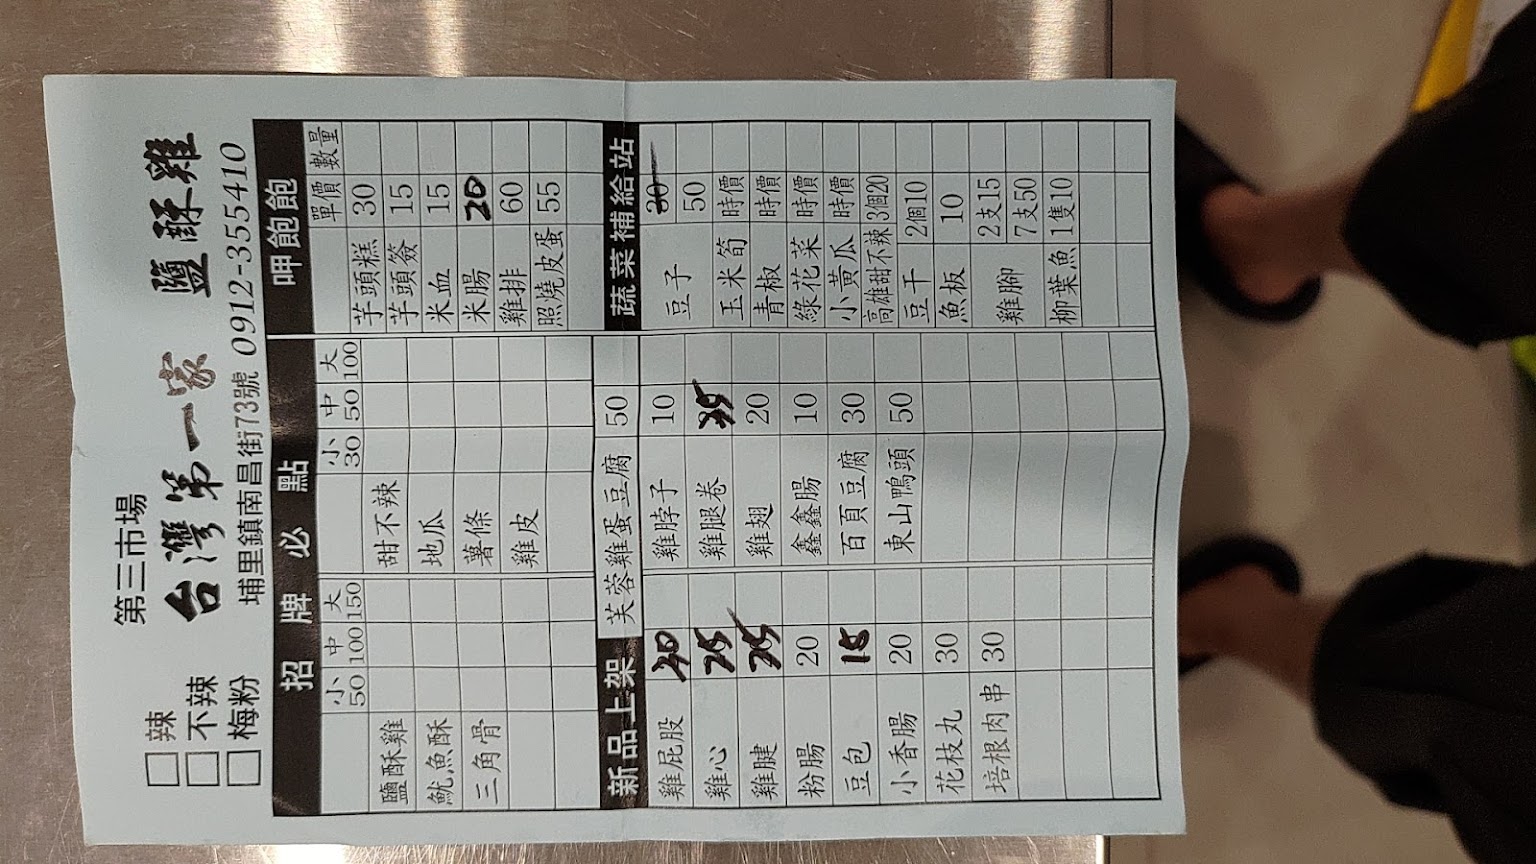 辣
不辣
梅粉
第三市場
台灣第一家 鹽酥雞
埔里鎮南昌街73號 0912-355410
招牌必點
小 中 大 小 中 大
50 100 150 30 50 100
鹽酥雞 甜不辣
魷魚酥 地瓜
三角骨 薯條
雞皮
呷飽飽
單價 數量
芋頭糕 30
芋頭簽 15
米血 15
米腸 20
雞排 60
照燒皮蛋 55
新品上架 芙蓉雞蛋豆腐 50
雞屁股 30 雞脖子 10
雞心 25 雞腿卷 35
雞腱 25 雞翅 20
粉腸 20 鑫鑫腸 10
豆包 15 百頁豆腐 30
小香腸 20 東山鴨頭 50
花枝丸 30
培根肉串 30
蔬菜補給站
豆子 30
50
玉米筍 時價
青椒 時價
綠花菜 時價
小黃瓜 時價
高雄甜不辣 3個20
豆干 2個10
魚板 10
雞腳 2支15
7支50
柳葉魚 1隻10